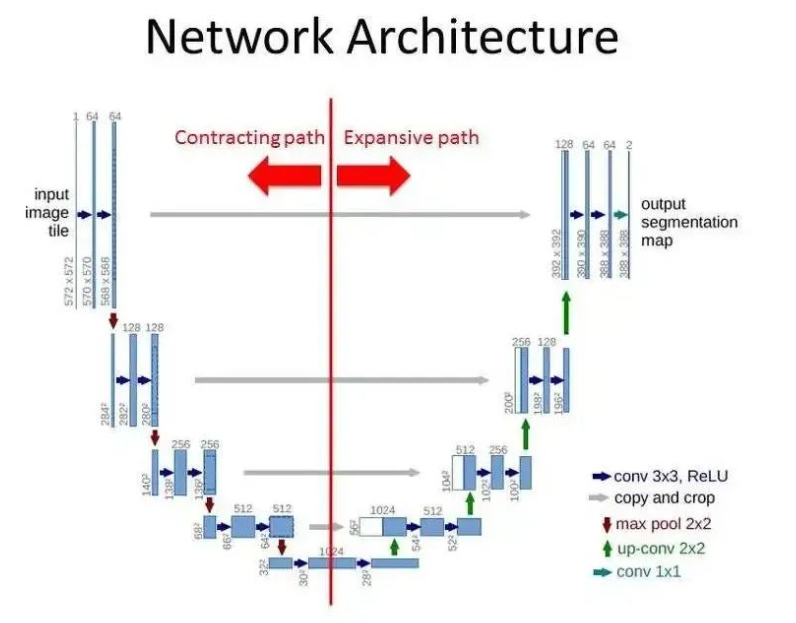 Network Architecture
Contracting path
Expansive path
1 64 64
128 64 64 2
input
image
tile
output
segmentation
map
572 x 572
570 x 570
568 x 568
392 x 392
390 x 390
388 x 388
388 x 388
128 128
256 128
284²
282²
280²
200²
198²
196²
256 256
512 256
140²
138²
136²
104²
102²
100²
512 512
1024 512
68²
66²
64²
56²
54²
52²
1024
32²
30²
28²
conv 3x3, ReLU
copy and crop
max pool 2x2
up-conv 2x2
conv 1x1